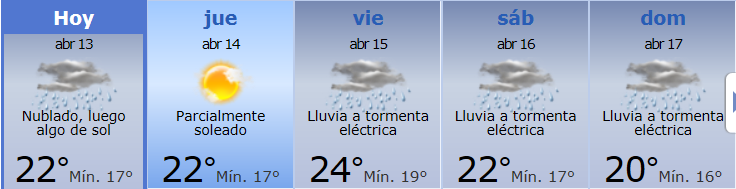 Hoy
abr 13
Nublado, luego
algo de sol
22° Mín. 17°
jue
abr 14
Parcialmente
soleado
22° Mín. 17°
vie
abr 15
Lluvia a tormenta
eléctrica
24° Mín. 19°
sáb
abr 16
Lluvia a tormenta
eléctrica
22° Mín. 17°
dom
abr 17
Lluvia a tormenta
eléctrica
20° Mín. 16°